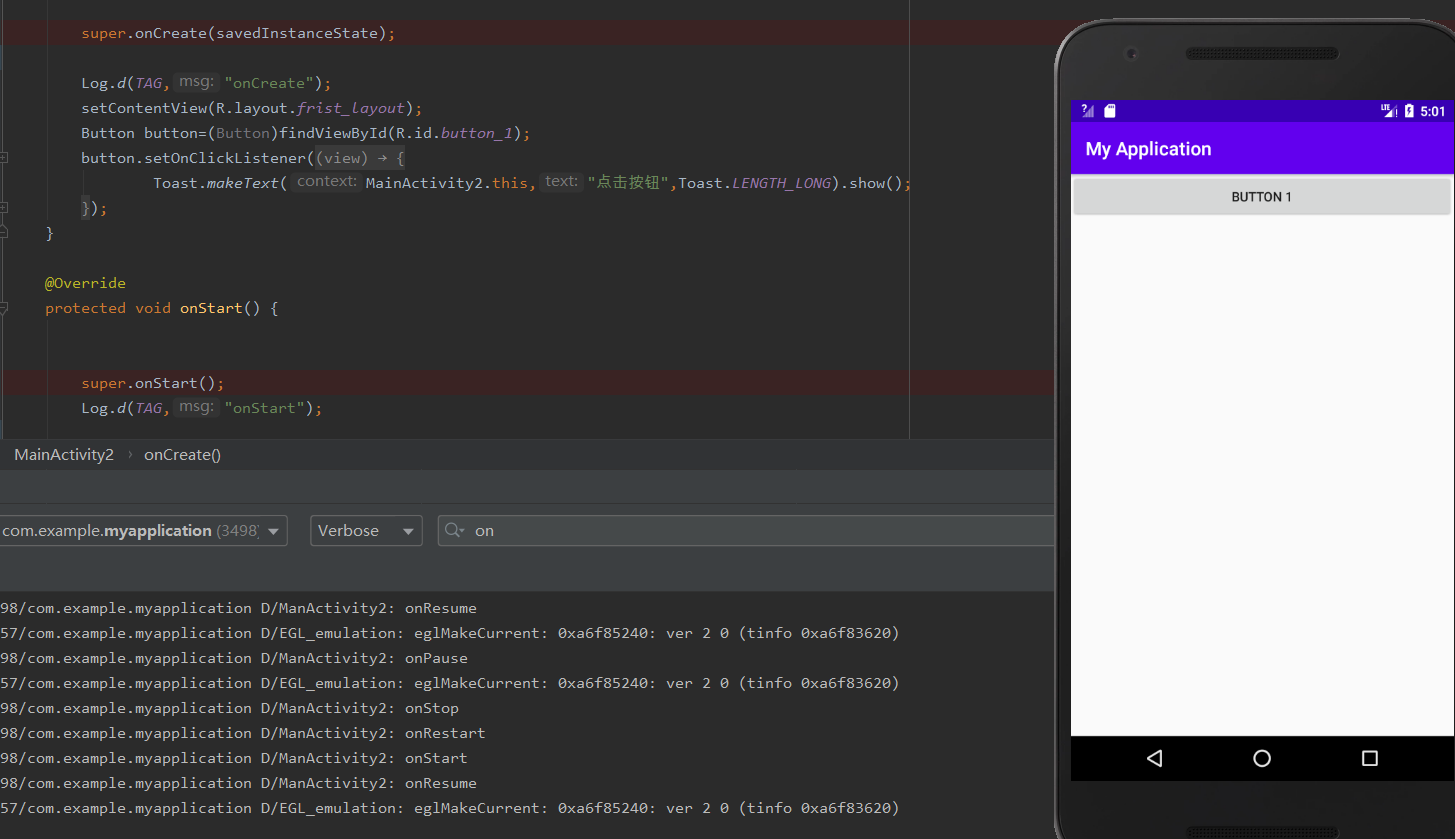 super.onCreate(savedInstanceState);
Log.d(TAG, msg: "onCreate");
setContentView(R.layout.frist_layout);
Button button=(Button)findViewById(R.id.button_1);
button.setOnClickListener((view) → {
Toast.makeText( context: MainActivity2.this, text: "点击按钮",Toast.LENGTH_LONG).show();
});
}
@Override
protected void onStart() {
super.onStart();
Log.d(TAG, msg: "onStart");
MainActivity2 › onCreate()
com.example.myapplication (3498)
Verbose
on
98/com.example.myapplication D/ManActivity2: onResume
57/com.example.myapplication D/EGL_emulation: eglMakeCurrent: 0xa6f85240: ver 2 0 (tinfo 0xa6f83620)
98/com.example.myapplication D/ManActivity2: onPause
57/com.example.myapplication D/EGL_emulation: eglMakeCurrent: 0xa6f85240: ver 2 0 (tinfo 0xa6f83620)
98/com.example.myapplication D/ManActivity2: onStop
98/com.example.myapplication D/ManActivity2: onRestart
98/com.example.myapplication D/ManActivity2: onStart
98/com.example.myapplication D/ManActivity2: onResume
57/com.example.myapplication D/EGL_emulation: eglMakeCurrent: 0xa6f85240: ver 2 0 (tinfo 0xa6f83620)
LTE 5:01
My Application
BUTTON 1